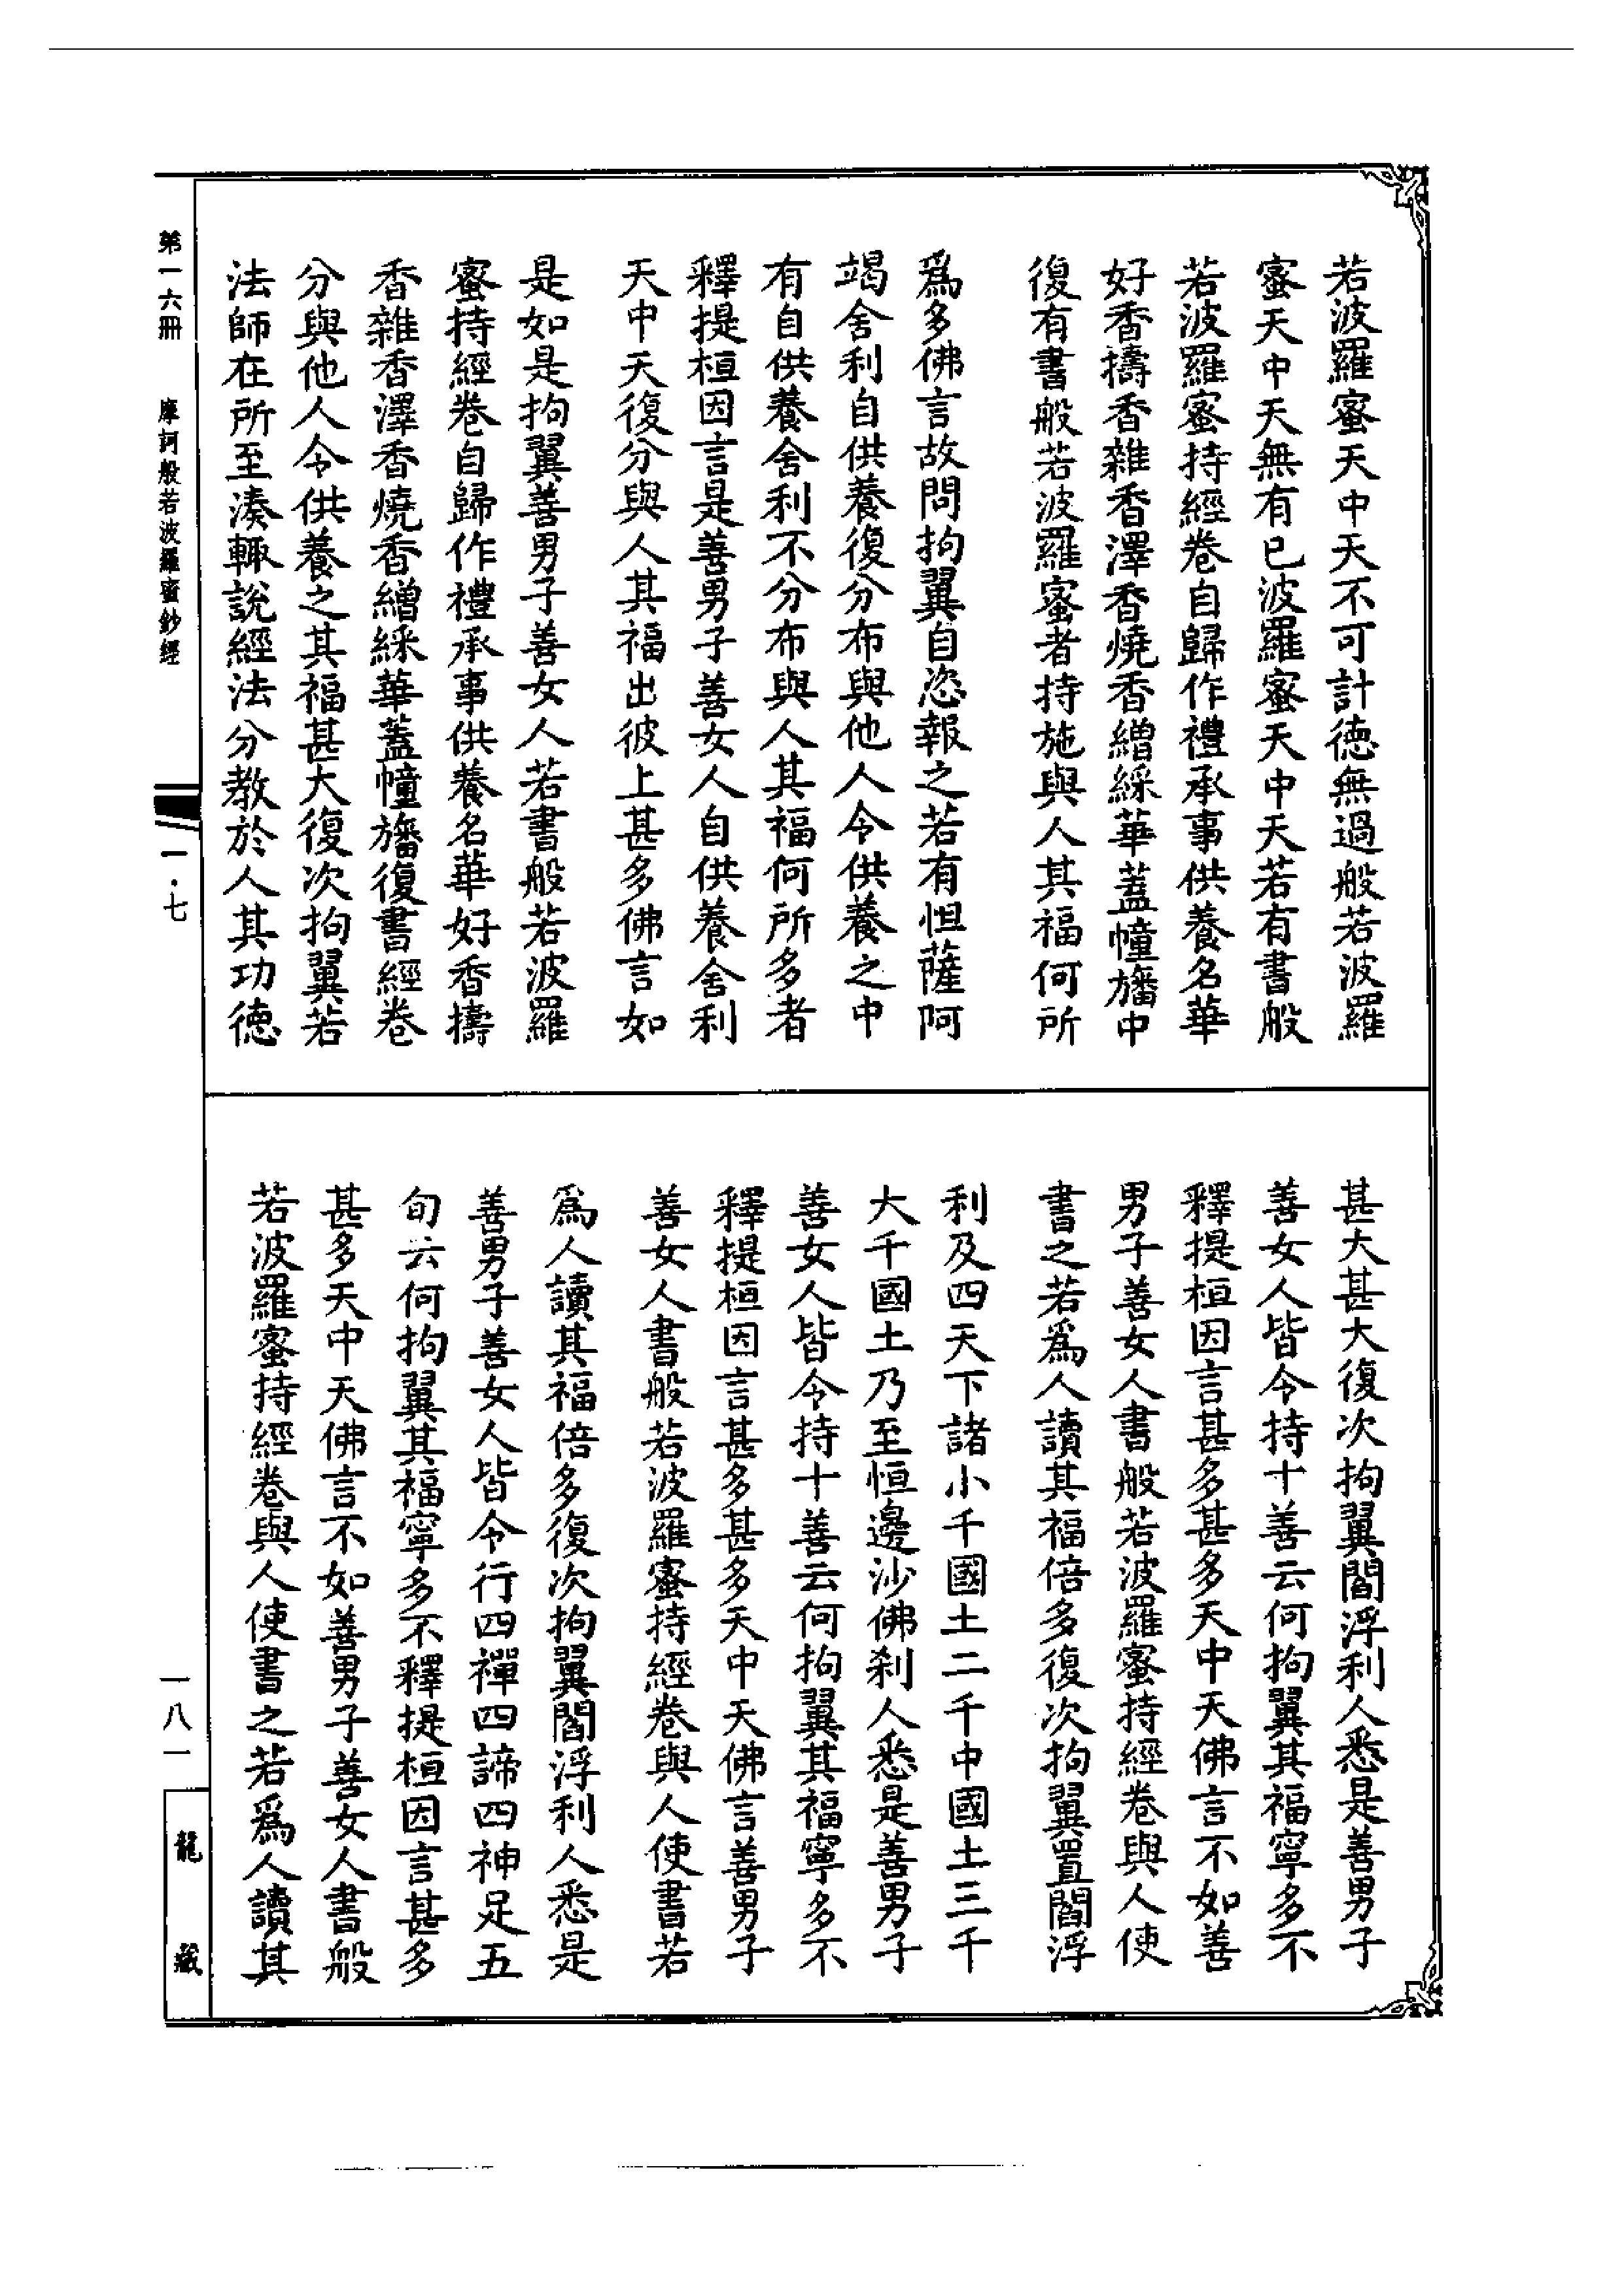 若波羅蜜天中天不可計德無過般若波羅
蜜天中天無有已波羅蜜天中天若有書般
若波羅蜜持經卷自歸作禮承事供養名華
好香擣香雜香澤香燒香繒綵華蓋幢旛中
復有書般若波羅蜜者持施與人其福何所
爲多佛言故問拘翼自恣報之若有怛薩阿
竭舍利自供養復分布與他人令供養之中
有自供養舍利不分布與人其福何所多者
釋提桓因言是善男子善女人自供養舍利
天中天復分與人其福出彼上甚多佛言如
是如是拘翼善男子善女人若書般若波羅
蜜持經卷自歸作禮承事供養名華好香擣
香雜香澤香燒香繒綵華蓋幢旛復書經卷
分與他人令供養之其福甚大復次拘翼若
法師在所至湊輒說經法分教於人其功德
甚大甚大復次拘翼閻浮利人悉是善男子
善女人皆令持十善云何拘翼其福寧多不
釋提桓因言甚多甚多天中天佛言不如善
男子善女人書般若波羅蜜持經卷與人使
書之若爲人讀其福倍多復次拘翼置閻浮
利及四天下諸小千國土二千中國土三千
大千國土乃至恒邊沙佛刹人悉是善男子
善女人皆令持十善云何拘翼其福寧多不
釋提桓因言甚多甚多天中天佛言善男子
善女人書般若波羅蜜持經卷與人使書若
爲人讀其福倍多復次拘翼閻浮利人悉是
善男子善女人皆令行四禪四諦四神足五
旬云何拘翼其福寧多不釋提桓因言甚多
甚多天中天佛言不如善男子善女人書般
若波羅蜜持經卷與人使書之若爲人讀其
第一六冊 摩訶般若波羅蜜鈔經
一·七
一八一
龍藏